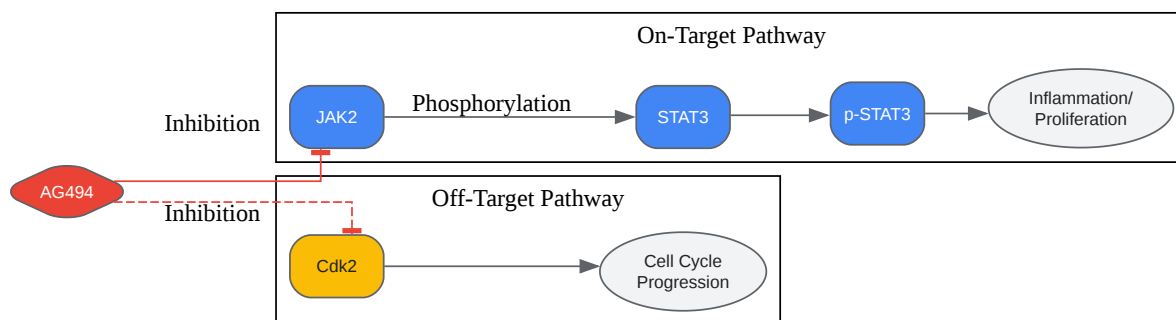 On-Target Pathway
Inhibition
JAK2
Phosphorylation
STAT3
p-STAT3
Inflammation/
Proliferation
AG494
Inhibition
Off-Target Pathway
Cdk2
Cell Cycle
Progression